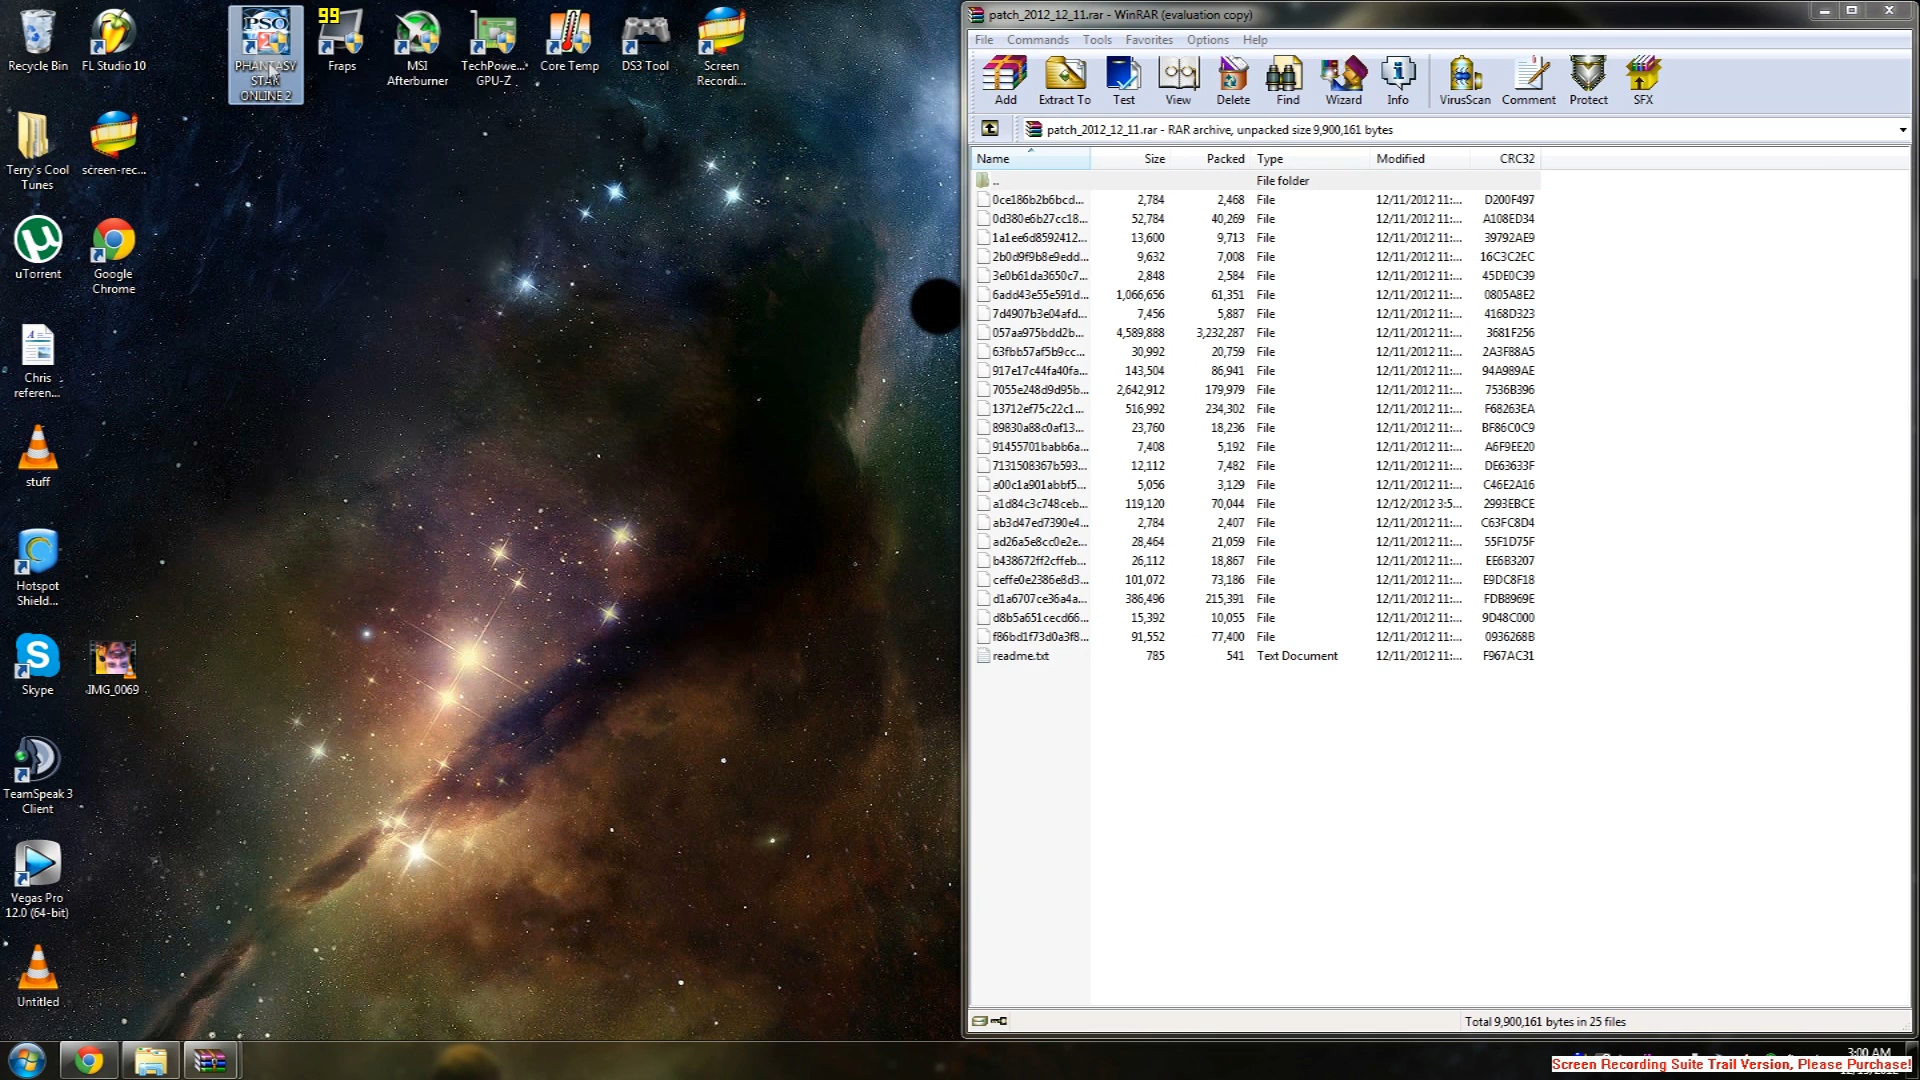 Recycle Bin
FL Studio 10
PSO
2
PHANTASY
STAR
ONLINE 2
99
Fraps
MSI
Afterburner
TechPowe...
GPU-Z
Core Temp
DS3 Tool
Screen
Recordi...
Terry's Cool
Tunes
screen-rec...
uTorrent
Google
Chrome
Chris
referen...
stuff
Hotspot
Shield...
Skype
IMG_0069
TeamSpeak 3
Client
Vegas Pro
12.0 (64-bit)
Untitled
patch_2012_12_11.rar - WinRAR (evaluation copy)
File Commands Tools Favorites Options Help
Add Extract To Test View Delete Find Wizard Info VirusScan Comment Protect SFX
patch_2012_12_11.rar - RAR archive, unpacked size 9,900,161 bytes
Name Size Packed Type Modified CRC32
.. File folder
0ce186b2b6bcd... 2,784 2,468 File 12/11/2012 11:... D200F497
0d380e6b27cc18... 52,784 40,269 File 12/11/2012 11:... A108ED34
1a1ee6d8592412... 13,600 9,713 File 12/11/2012 11:... 39792AE9
2b0d9f9b8e9edd... 9,632 7,008 File 12/11/2012 11:... 16C3C2EC
3e0b61da3650c7... 2,848 2,584 File 12/11/2012 11:... 45DE0C39
6add43e55e591d... 1,066,656 61,351 File 12/11/2012 11:... 0805A8E2
7d4907b3e04afd... 7,456 5,887 File 12/11/2012 11:... 4168D323
057aa975bdd2b... 4,589,888 3,232,287 File 12/11/2012 11:... 3681F256
63fbb57af5b9cc... 30,992 20,759 File 12/11/2012 11:... 2A3F88A5
917e17c44fa40fa... 143,504 86,941 File 12/11/2012 11:... 94A989AE
7055e248d9d95b... 2,642,912 179,979 File 12/11/2012 11:... 7536B396
13712ef75c22c1... 516,992 234,302 File 12/11/2012 11:... F68263EA
89830a88c0af13... 23,760 18,236 File 12/11/2012 11:... BF86C0C9
91455701babb6a... 7,408 5,192 File 12/11/2012 11:... A6F9EE20
7131508367b593... 12,112 7,482 File 12/11/2012 11:... DE63633F
a00c1a901abbf5... 5,056 3,129 File 12/11/2012 11:... C46E2A16
a1d84c3c748ceb... 119,120 70,044 File 12/12/2012 3:5... 2993EBCE
ab3d47ed7390e4... 2,784 2,407 File 12/11/2012 11:... C63FC8D4
ad26a5e8cc0e2e... 28,464 21,059 File 12/11/2012 11:... 55F1D75F
b438672ff2cffeb... 26,112 18,867 File 12/11/2012 11:... EE6B3207
ceffe0e2386e8d3... 101,072 73,186 File 12/11/2012 11:... E9DC8F18
d1a6707ce36a4a... 386,496 215,391 File 12/11/2012 11:... FDB8969E
d8b5a651cecd66... 15,392 10,055 File 12/11/2012 11:... 9D48C000
f86bd1f73d0a3f8... 91,552 77,400 File 12/11/2012 11:... 0936268B
readme.txt 785 541 Text Document 12/11/2012 11:... F967AC31
Total 9,900,161 bytes in 25 files
3:00 AM
Screen Recording Suite Trail Version, Please Purchase!